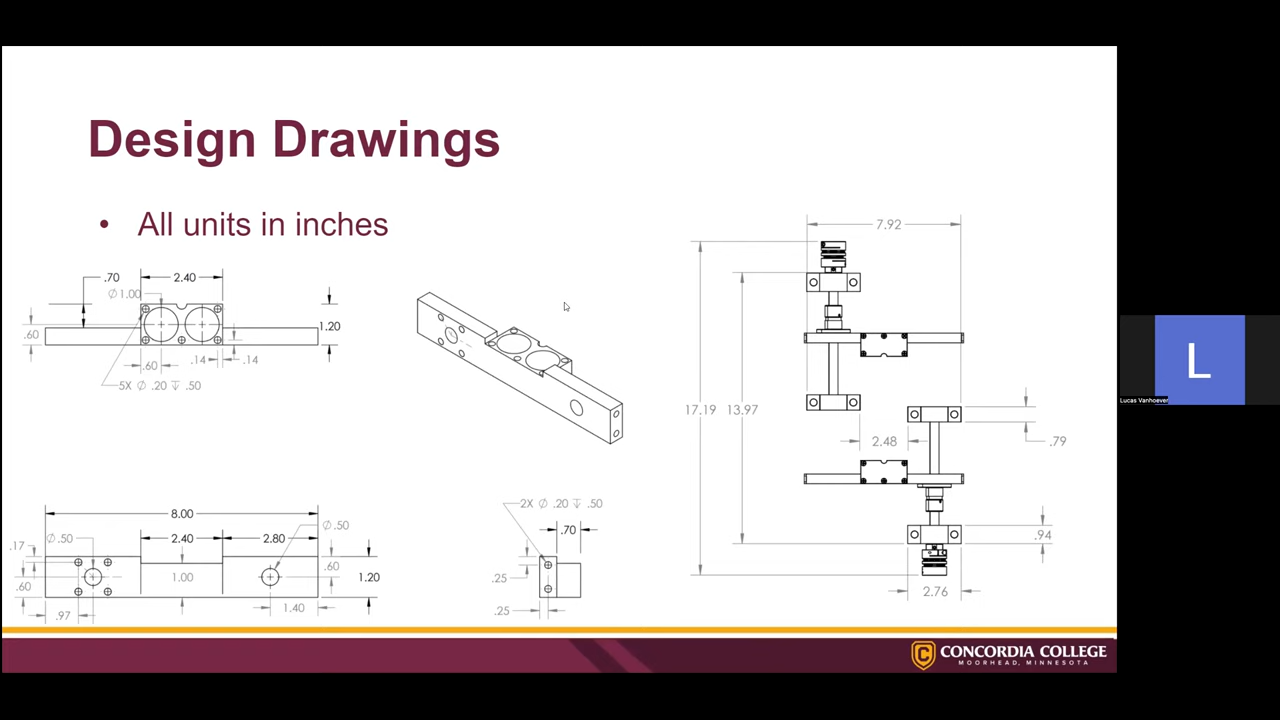 Design Drawings
• All units in inches
.70
2.40
Ø1.00
1.20
.60
.60
.14
.14
5X Ø .20 ↧ .50
8.00
Ø.50
2.40
2.80
Ø.50
.17
1.00
.60
1.20
.60
.97
1.40
2X Ø .20 ↧ .50
.70
.25
.25
7.92
17.19
13.97
2.48
.79
.94
2.76
L
Lucas Vanhoever
C CONCORDIA COLLEGE
MOORHEAD, MINNESOTA